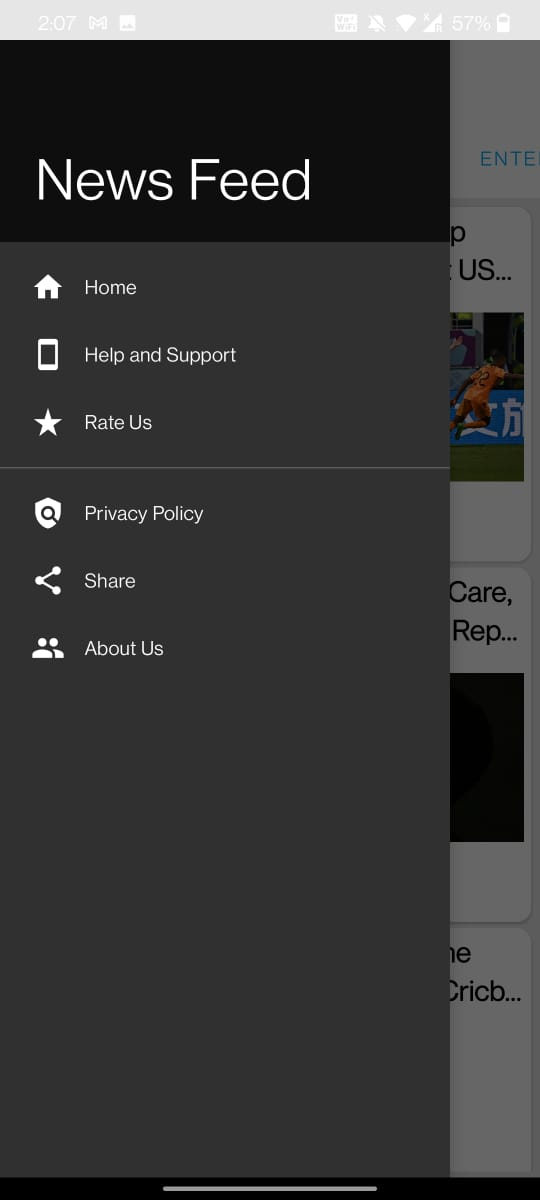 2:07
57%
News Feed
ENTE
p
US...
Home
Help and Support
Rate Us
Privacy Policy
Share
Care,
Rep...
About Us
Cricb...